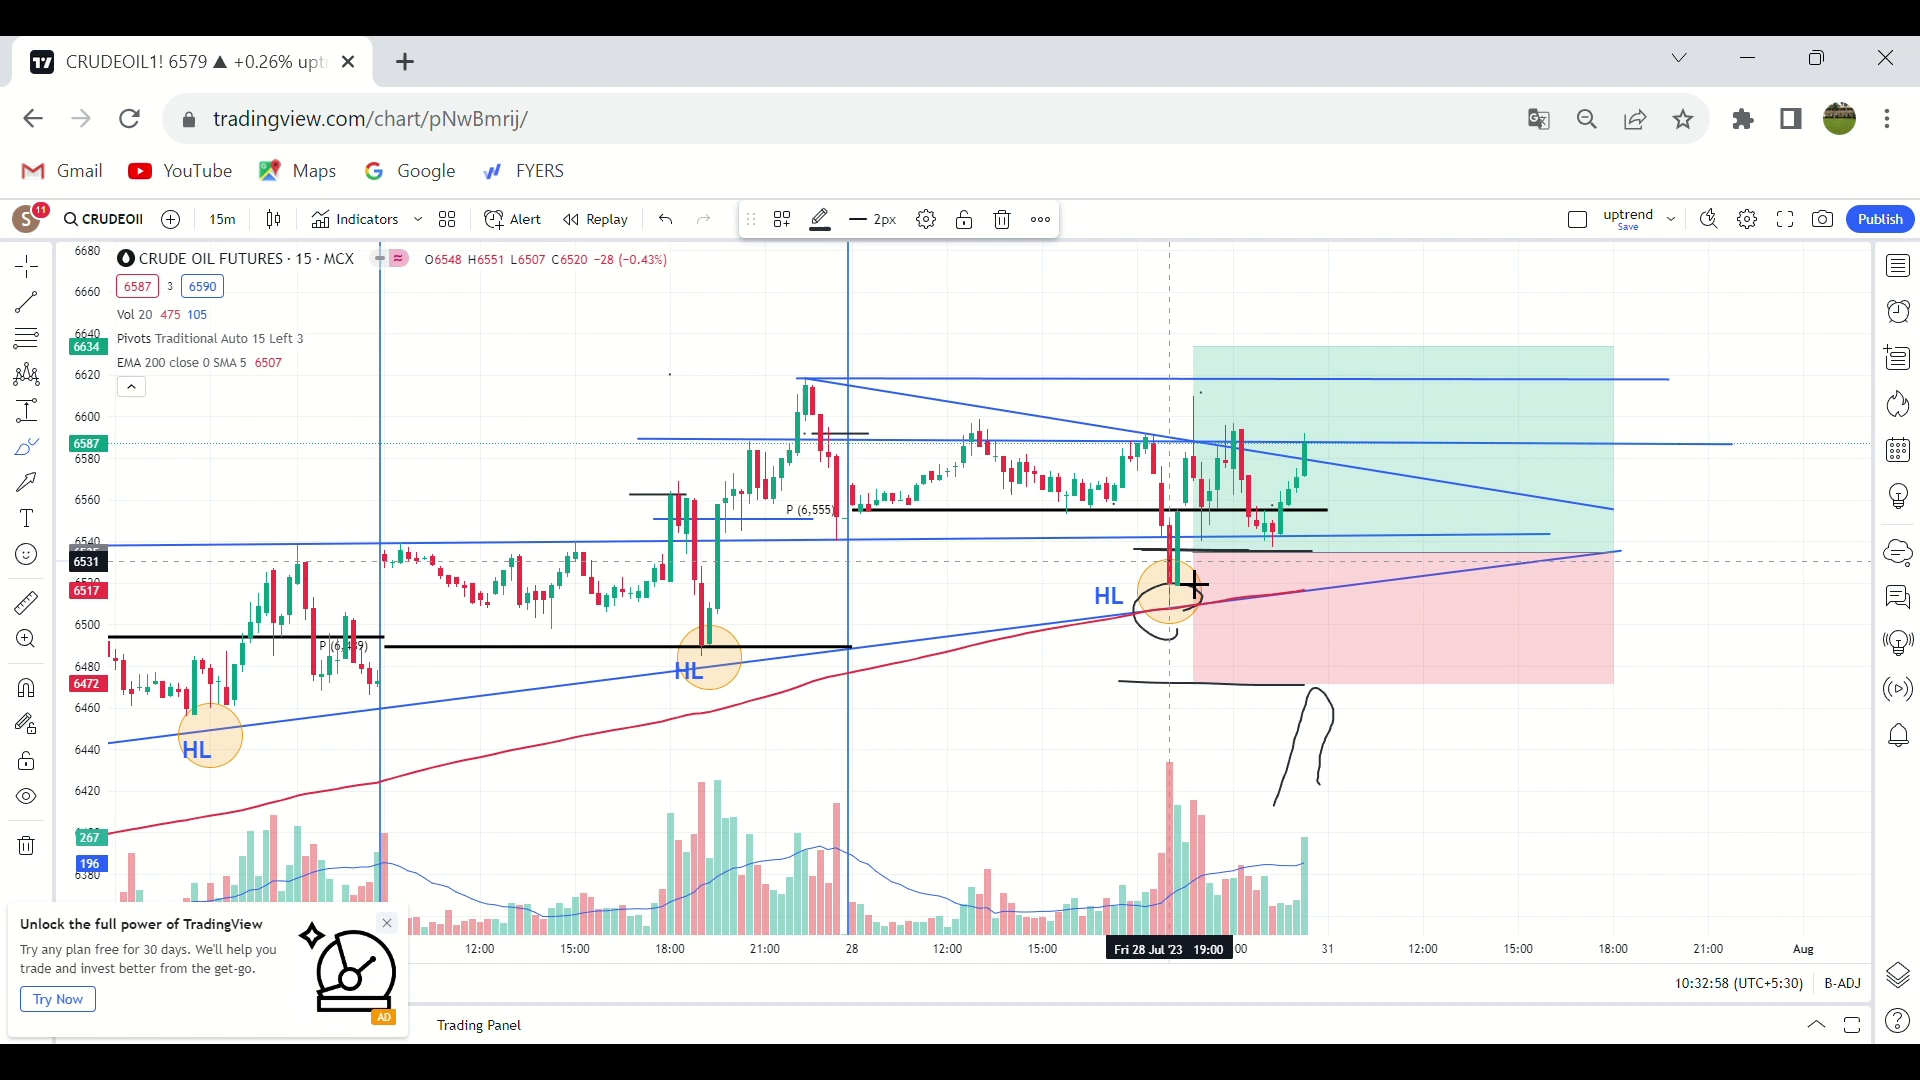 CRUDEOIL1! 6579 ▲ +0.26% upt
tradingview.com/chart/pNwBmrij/
Gmail YouTube Maps Google FYERS
S 11 CRUDEOIl 15m Indicators Alert Replay 2px uptrend Save Publish
CRUDE OIL FUTURES · 15 · MCX O6548 H6551 L6507 C6520 −28 (−0.43%)
6587 3 6590
Vol 20 475 105
Pivots Traditional Auto 15 Left 3
EMA 200 close 0 SMA 5 6507
6680
6660
6640
6634
6620
6600
6587
6580
6560
6540
6531
6517
6500
6480
6472
6460
6440
6420
267
196
6380
P (6,555)
HL
HL
HL
12:00 15:00 18:00 21:00 28 12:00 15:00 Fri 28 Jul '23 19:00 :00 31 12:00 15:00 18:00 21:00 Aug
Unlock the full power of TradingView
Try any plan free for 30 days. We'll help you
trade and invest better from the get-go.
Try Now
AD
10:32:58 (UTC+5:30) B-ADJ
Trading Panel